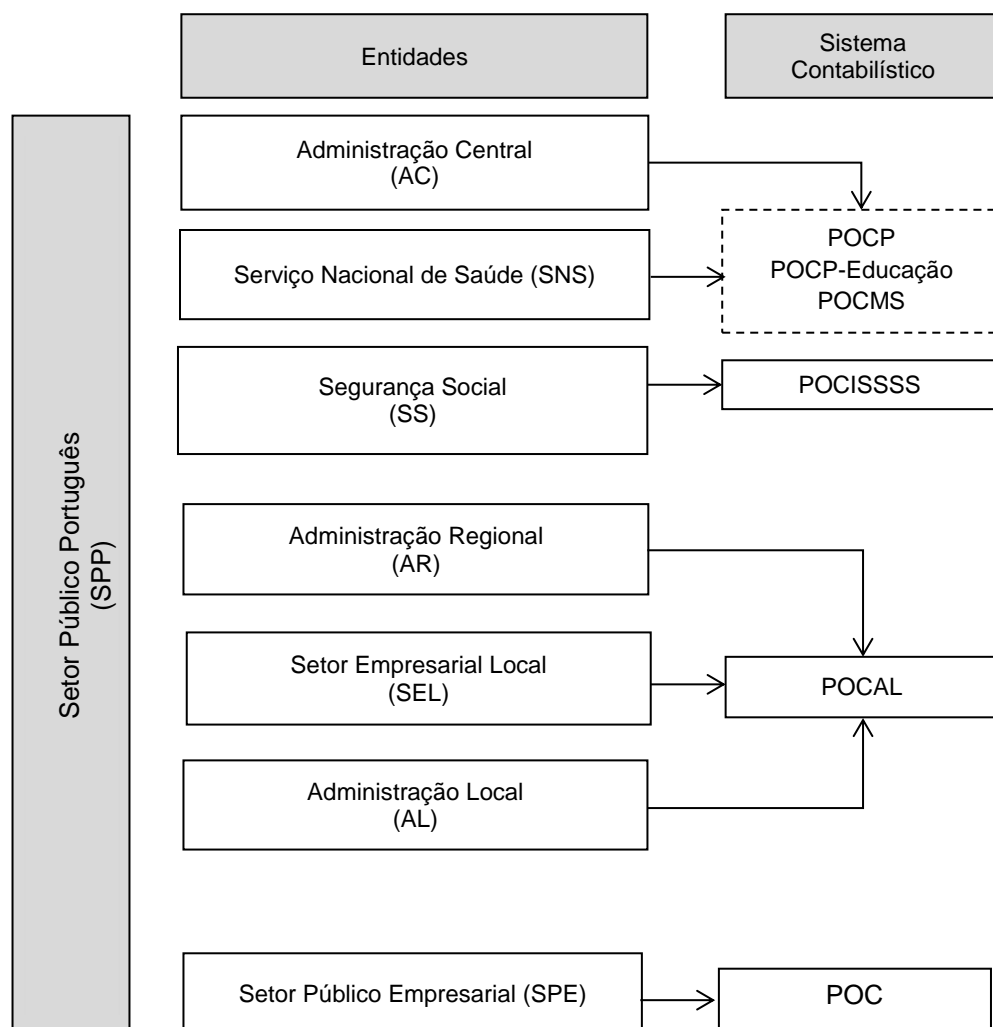 Entidades
Sistema
Contabilístico
Setor Público Português
(SPP)
Administração Central
(AC)
POCP
POCP-Educação
POCMS
Serviço Nacional de Saúde (SNS)
Segurança Social
(SS)
POCISSSS
Administração Regional
(AR)
Setor Empresarial Local
(SEL)
POCAL
Administração Local
(AL)
Setor Público Empresarial (SPE)
POC